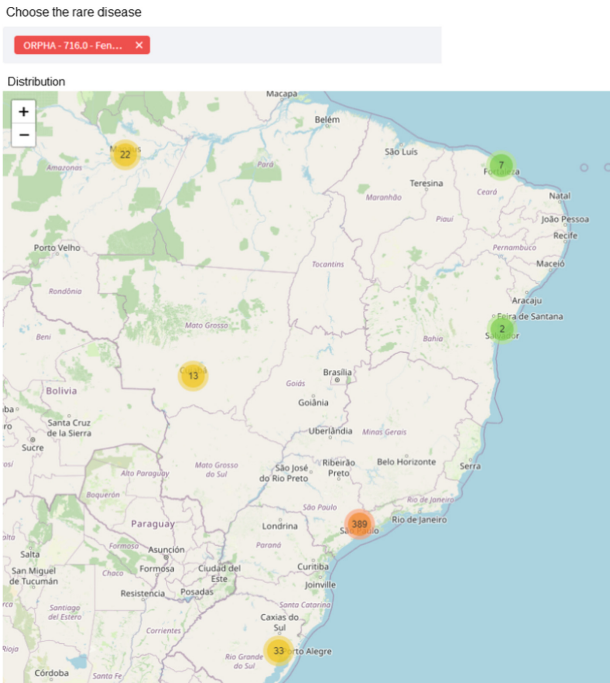 Choose the rare disease
ORPHA - 716.0 - Fen... ×
Distribution
+
−
Macapá
Belém
São Luís
22
7
Amazonas
Pará
Teresina
Ceará
Maranhão
Natal
Piauí
João Pessoa
Recife
Porto Velho
Pernambuco
Tocantins
Maceió
Rondônia
Aracaju
Feira de Santana
Mato Grosso
2
Beni
Bahia
13
Brasília
Goiás
Bolivia
Goiânia
Santa Cruz
de la Sierra
Uberlândia
Minas Gerais
Sucre
Mato Grosso
do Sul
São José
do Rio Preto
Ribeirão
Preto
Belo Horizonte
Serra
Alto Paraguay
Boquerón
Rio de Janeiro
São Paulo
389
Rio de Janeiro
Paraguay
Londrina
Paraná
Salta
Formosa
Asunción
Curitiba
San Miguel
de Tucumán
Chaco
Formosa
Ciudad del
Este
Joinville
Resistencia
Posadas
Santiago
del Estero
Santa Catarina
Caxias do
Sul
Corrientes
33
orto Alegre
Rioja
Rio Grande
do Sul
Córdoba
Santa Fe